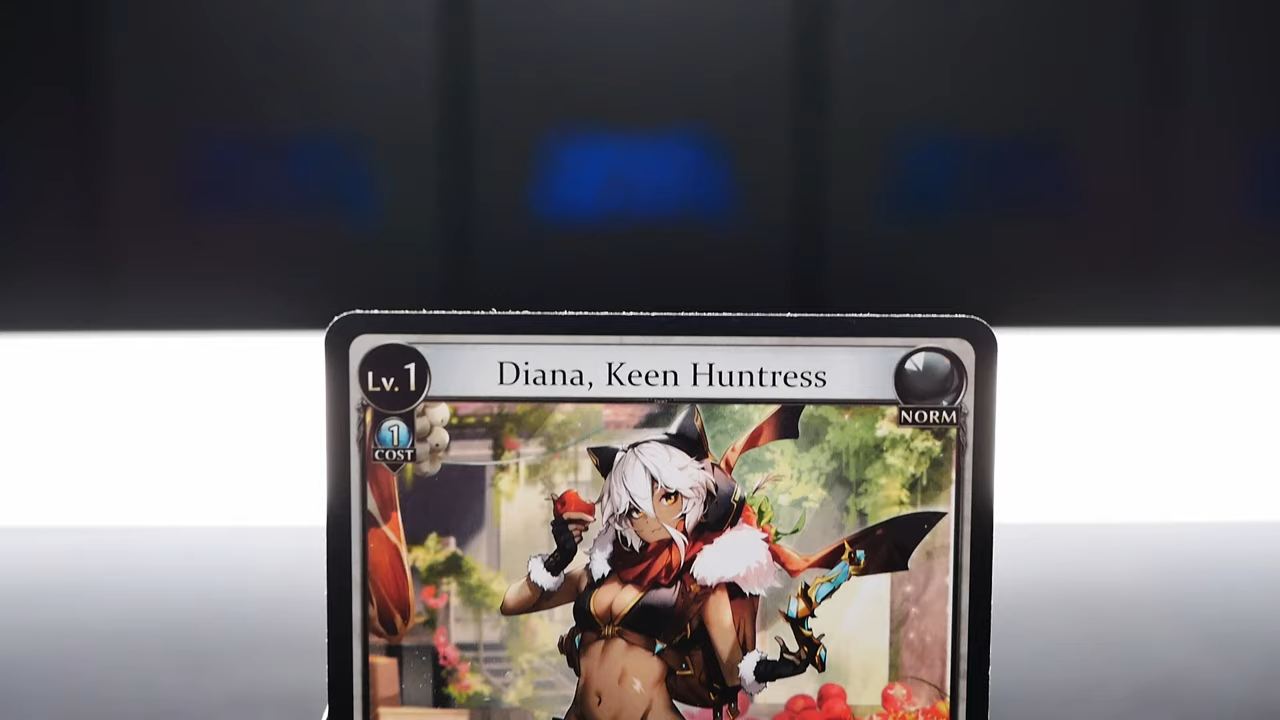 Lv.1
Diana, Keen Huntress
NORM
1
COST